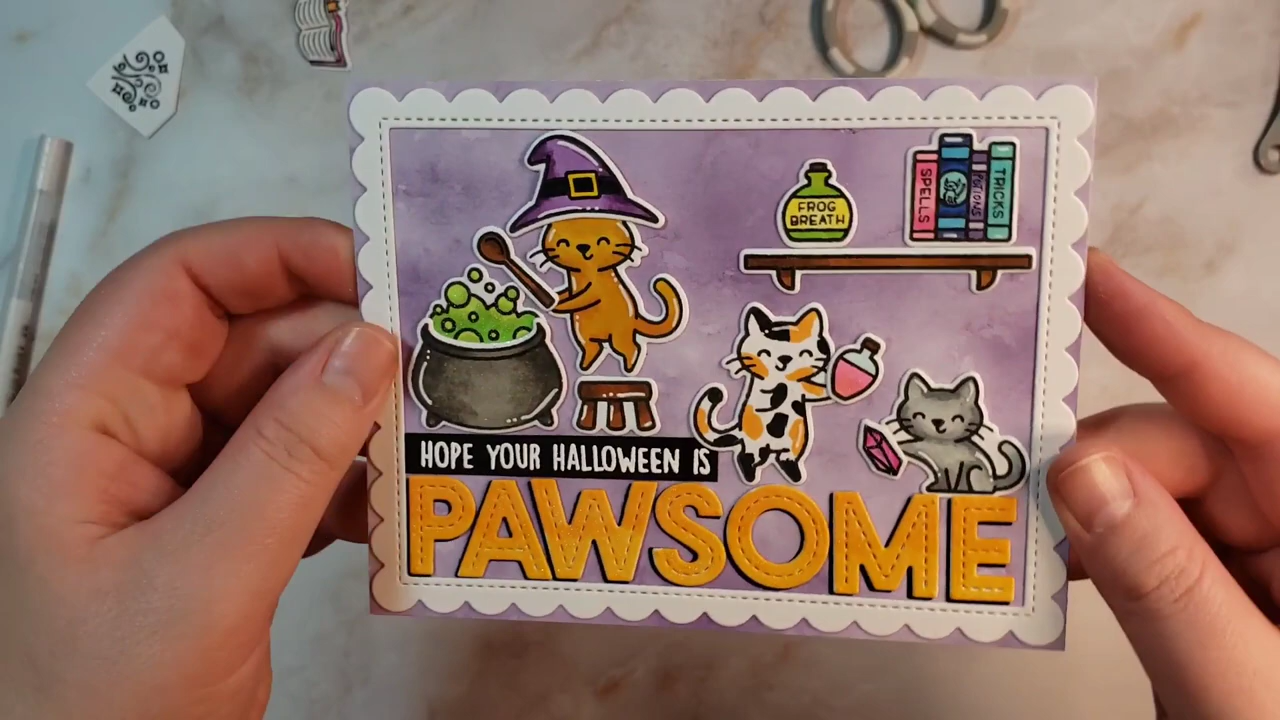 FROG
BREATH
SPELLS
POTIONS
TRICKS
HOPE YOUR HALLOWEEN IS
PAWSOME